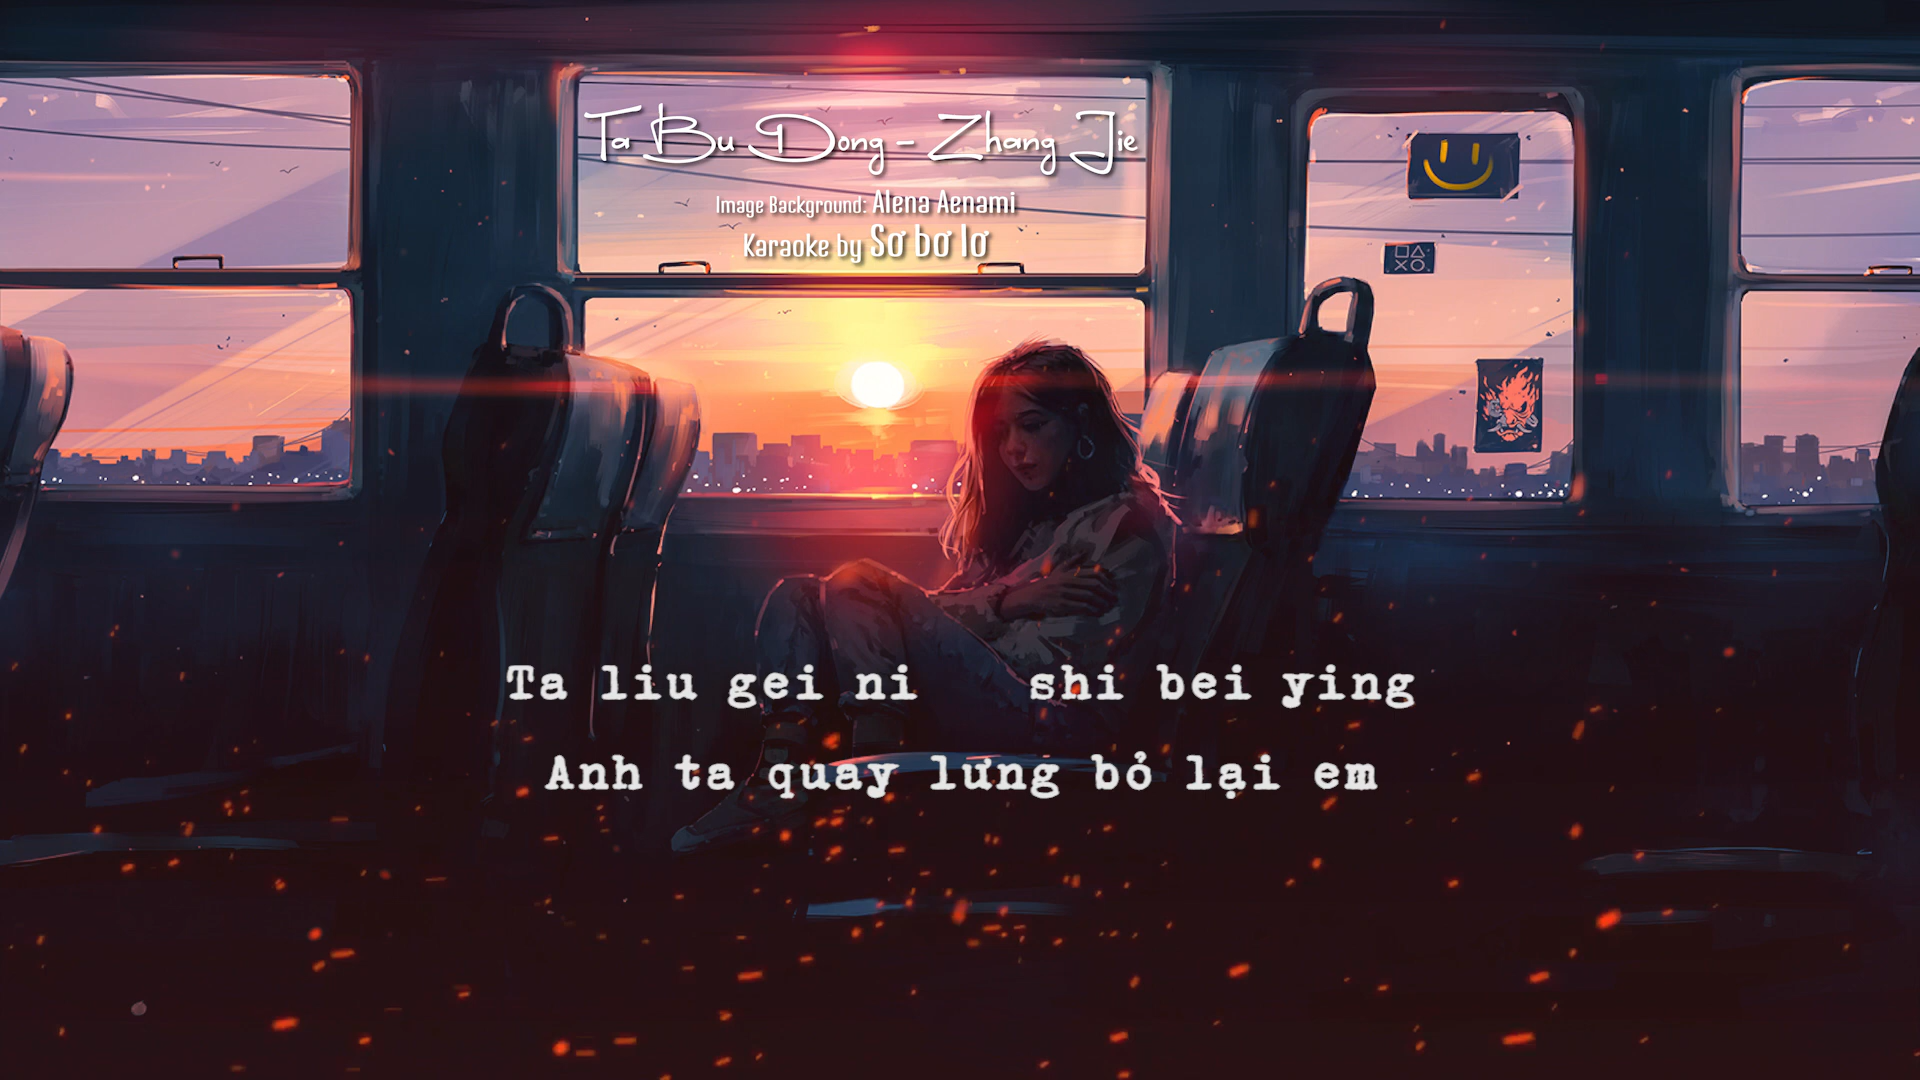 Ta Bu Dong - Zhang Jie
Image Background: Alena Aenami
Karaoke by Sơ bơ lơ
Ta liu gei ni shi bei ying
Anh ta quay lưng bỏ lại em